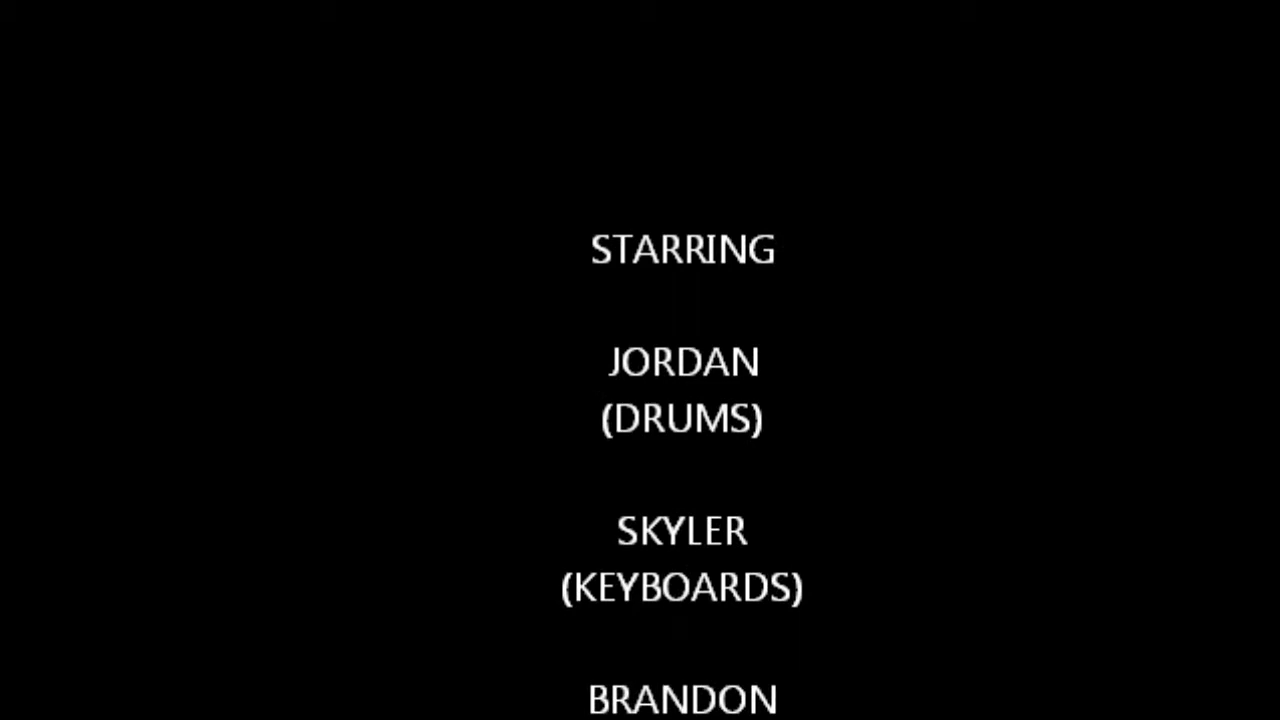 STARRING
JORDAN
(DRUMS)
SKYLER
(KEYBOARDS)
BRANDON